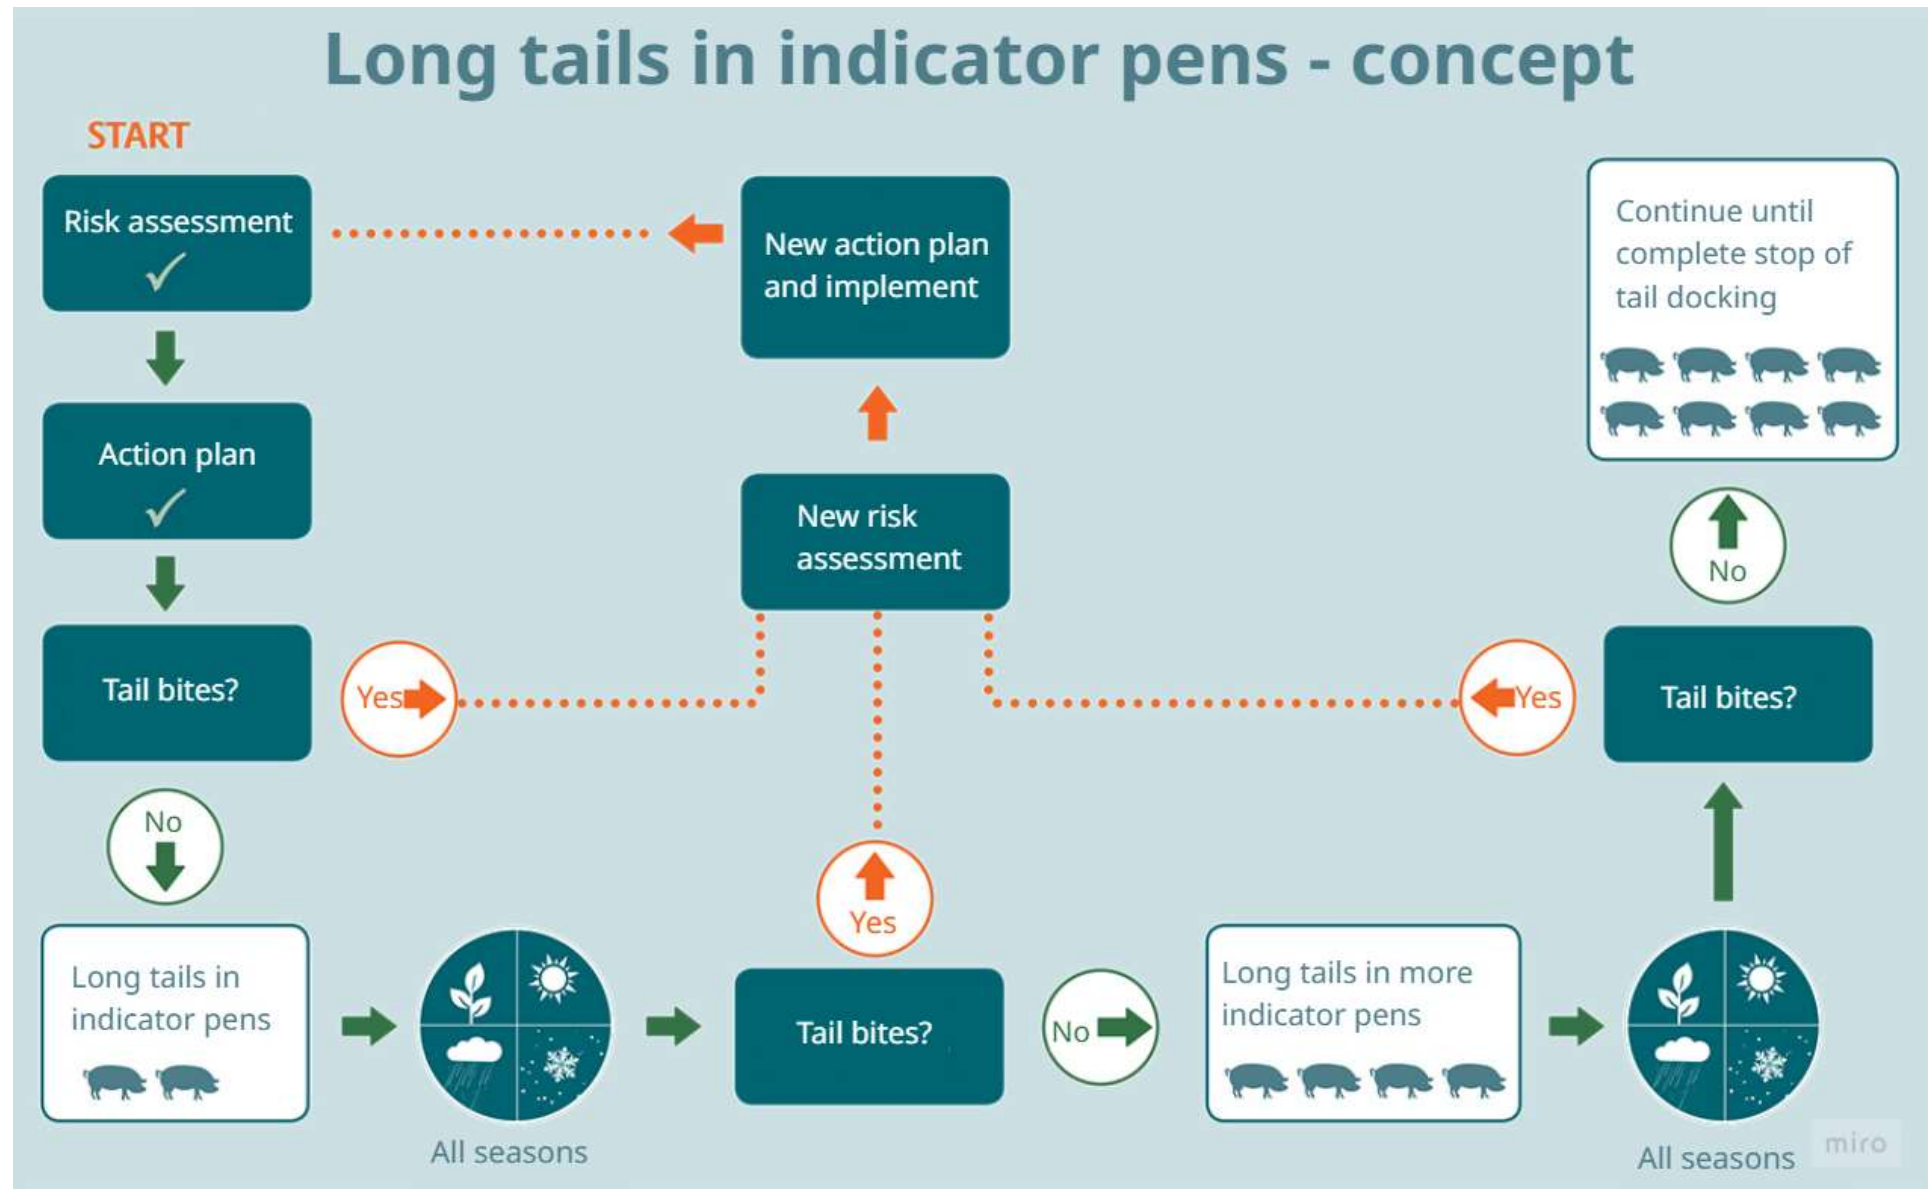 Long tails in indicator pens - concept
START
Risk assessment
Action plan
Tail bites?
Yes
No
Long tails in
indicator pens
All seasons
Tail bites?
Yes
New risk
assessment
New action plan
and implement
No
Long tails in more
indicator pens
All seasons
Tail bites?
Yes
No
Continue until
complete stop of
tail docking
miro